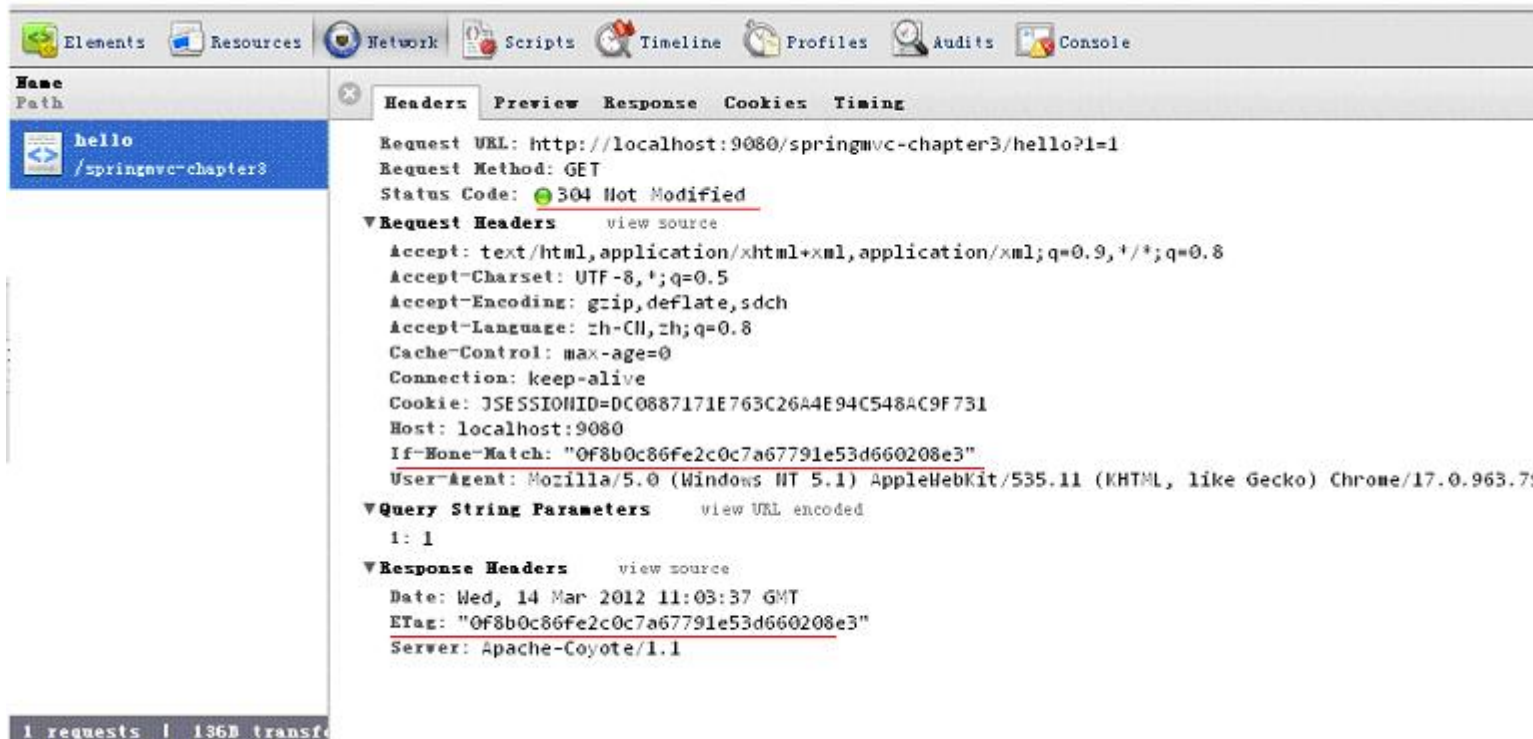 Elements Resources Network Scripts Timeline Profiles Audits Console
Name
Path
Headers Preview Response Cookies Timing
hello
/springmvc-chapter3
Request URL: http://localhost:9080/springmvc-chapter3/hello?1=1
Request Method: GET
Status Code: 304 Not Modified
▼Request Headers view source
Accept: text/html,application/xhtml+xml,application/xml;q=0.9,*/*;q=0.8
Accept-Charset: UTF-8,*;q=0.5
Accept-Encoding: gzip,deflate,sdch
Accept-Language: zh-CN,zh;q=0.8
Cache-Control: max-age=0
Connection: keep-alive
Cookie: JSESSIONID=DC0887171E763C26A4E94C548AC9F731
Host: localhost:9080
If-None-Match: "0f8b0c86fe2c0c7a67791e53d660208e3"
User-Agent: Mozilla/5.0 (Windows NT 5.1) AppleWebKit/535.11 (KHTML, like Gecko) Chrome/17.0.963.79
▼Query String Parameters view URL encoded
1: 1
▼Response Headers view source
Date: Wed, 14 Mar 2012 11:03:37 GMT
ETag: "0f8b0c86fe2c0c7a67791e53d660208e3"
Server: Apache-Coyote/1.1
1 requests | 136B transfe